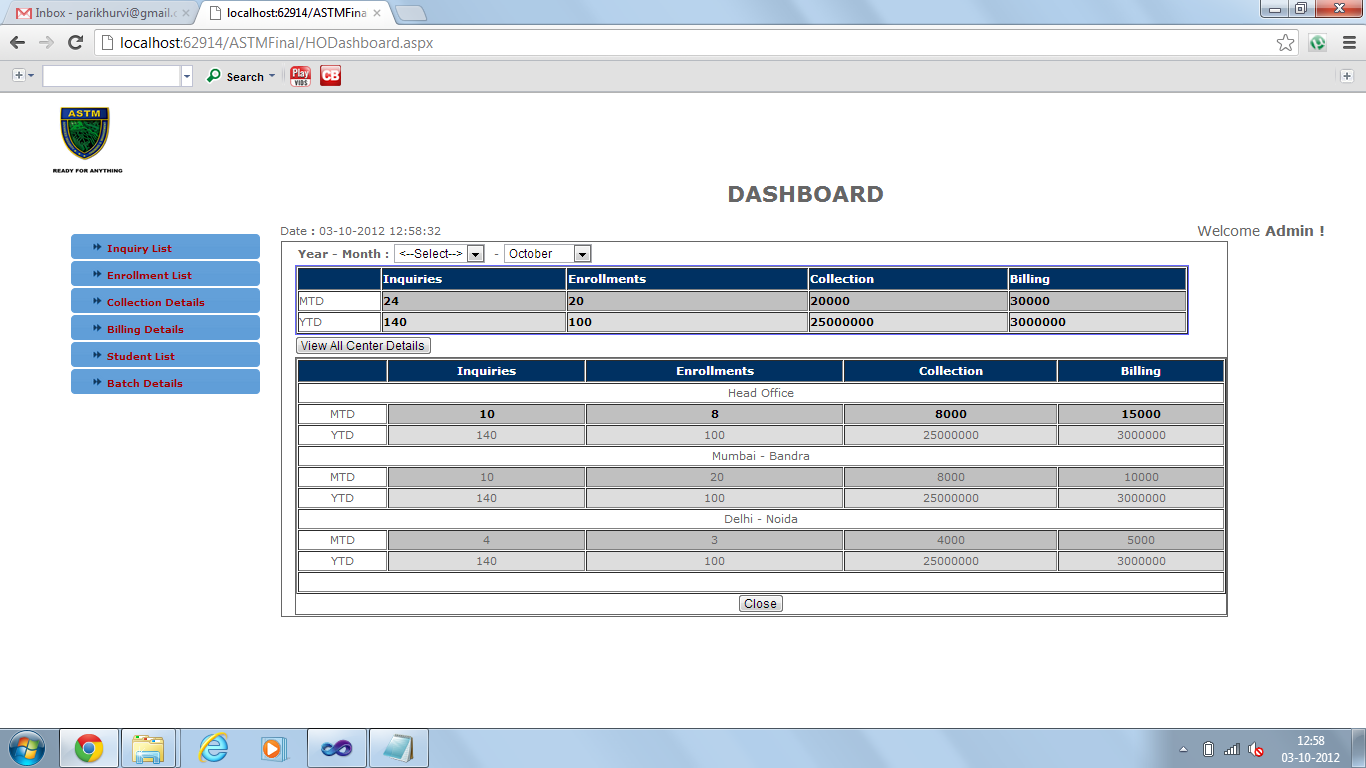 Inbox - parikhurvi@gmail.c
localhost:62914/ASTMFina
localhost:62914/ASTMFinal/HODashboard.aspx
Search
Play
VIDS
CB
ASTM
READY FOR ANYTHING
DASHBOARD
Date : 03-10-2012 12:58:32
Welcome Admin !
Inquiry List
Enrollment List
Collection Details
Billing Details
Student List
Batch Details
Year - Month : <--Select--> - October
Inquiries Enrollments Collection Billing
MTD 24 20 20000 30000
YTD 140 100 25000000 3000000
View All Center Details
Inquiries Enrollments Collection Billing
Head Office
MTD 10 8 8000 15000
YTD 140 100 25000000 3000000
Mumbai - Bandra
MTD 10 20 8000 10000
YTD 140 100 25000000 3000000
Delhi - Noida
MTD 4 3 4000 5000
YTD 140 100 25000000 3000000
Close
12:58
03-10-2012